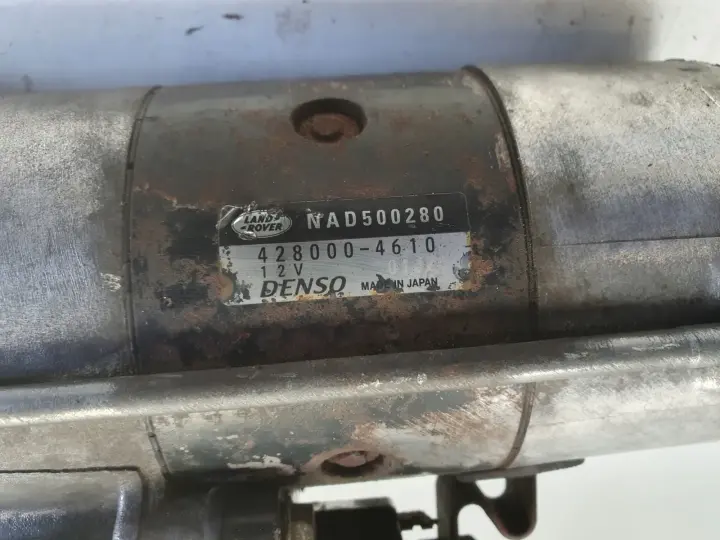 LAND ROVER NAD500280
428000-4610
12V
DENSO MADE IN JAPAN